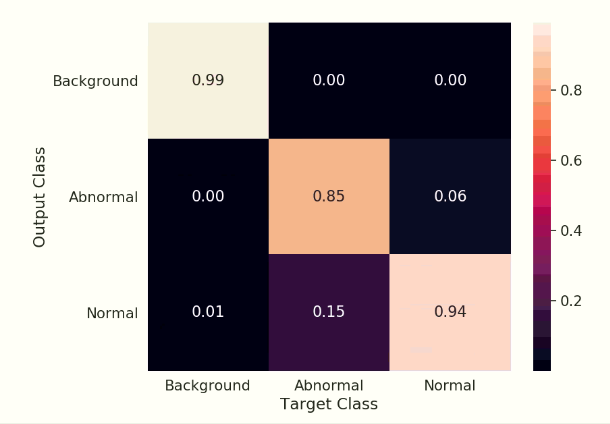 Background 0.99 0.00 0.00
0.8
Output Class
Abnormal 0.00 0.85 0.06
0.6
0.4
Normal 0.01 0.15 0.94
0.2
Background Abnormal Normal
Target Class